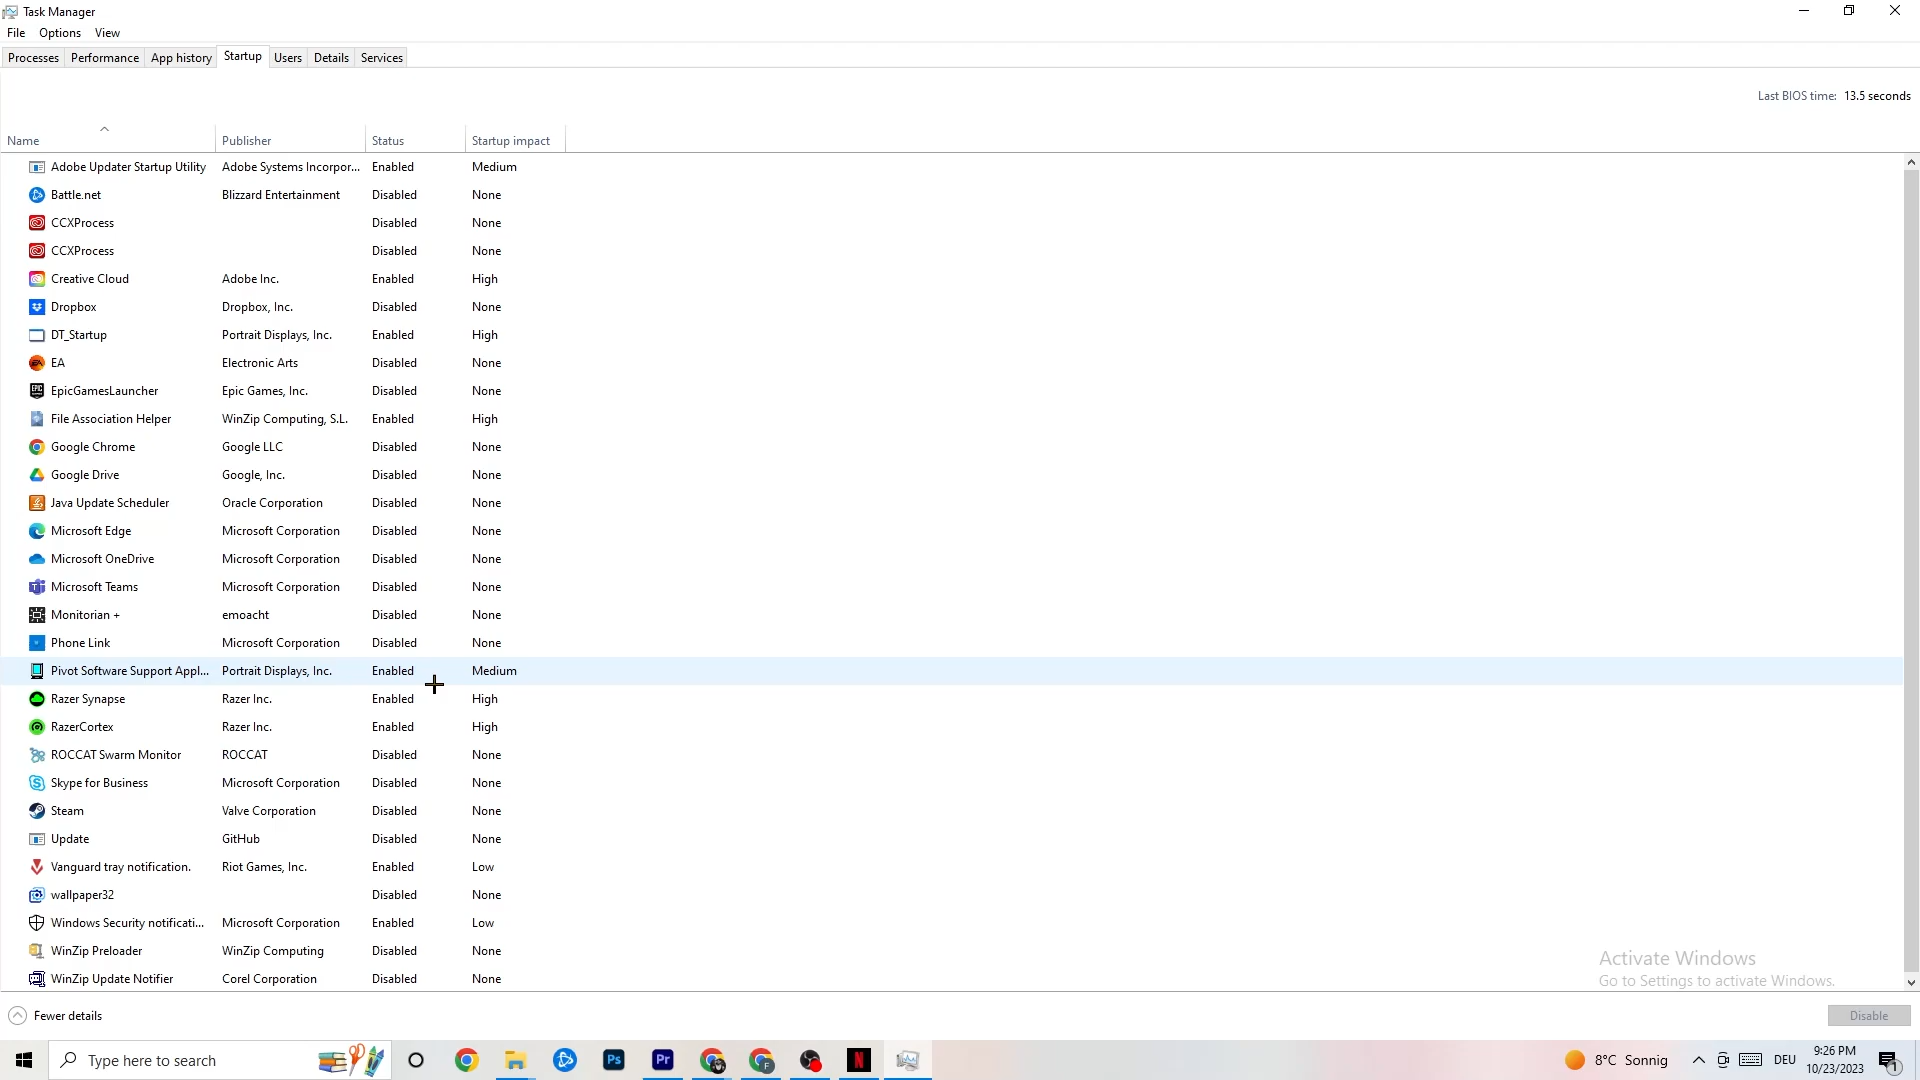 Task Manager
File Options View
Processes Performance App history Startup Users Details Services
Last BIOS time: 13.5 seconds
Name Publisher Status Startup impact
Adobe Updater Startup Utility Adobe Systems Incorpor... Enabled Medium
Battle.net Blizzard Entertainment Disabled None
CCXProcess Disabled None
CCXProcess Disabled None
Creative Cloud Adobe Inc. Enabled High
Dropbox Dropbox, Inc. Disabled None
DT_Startup Portrait Displays, Inc. Enabled High
EA Electronic Arts Disabled None
EpicGamesLauncher Epic Games, Inc. Disabled None
File Association Helper WinZip Computing, S.L. Enabled High
Google Chrome Google LLC Disabled None
Google Drive Google, Inc. Disabled None
Java Update Scheduler Oracle Corporation Disabled None
Microsoft Edge Microsoft Corporation Disabled None
Microsoft OneDrive Microsoft Corporation Disabled None
Microsoft Teams Microsoft Corporation Disabled None
Monitorian + emoacht Disabled None
Phone Link Microsoft Corporation Disabled None
Pivot Software Support Appl... Portrait Displays, Inc. Enabled Medium
Razer Synapse Razer Inc. Enabled High
RazerCortex Razer Inc. Enabled High
ROCCAT Swarm Monitor ROCCAT Disabled None
Skype for Business Microsoft Corporation Disabled None
Steam Valve Corporation Disabled None
Update GitHub Disabled None
Vanguard tray notification. Riot Games, Inc. Enabled Low
wallpaper32 Disabled None
Windows Security notificati... Microsoft Corporation Enabled Low
WinZip Preloader WinZip Computing Disabled None
WinZip Update Notifier Corel Corporation Disabled None
Activate Windows
Go to Settings to activate Windows.
Fewer details Disable
Type here to search Ps Pr F N 8°C Sonnig DEU 9:26 PM
10/23/2023 1